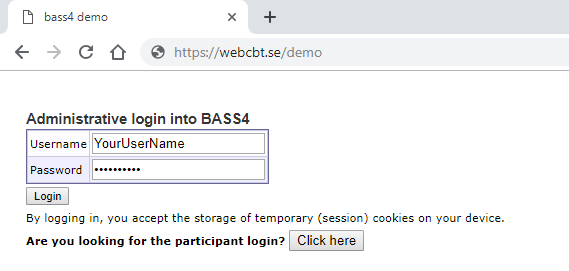 bass4 demo
https://webcbt.se/demo
Administrative login into BASS4
Username YourUserName
Password ••••••••••
Login
By logging in, you accept the storage of temporary (session) cookies on your device.
Are you looking for the participant login? Click here